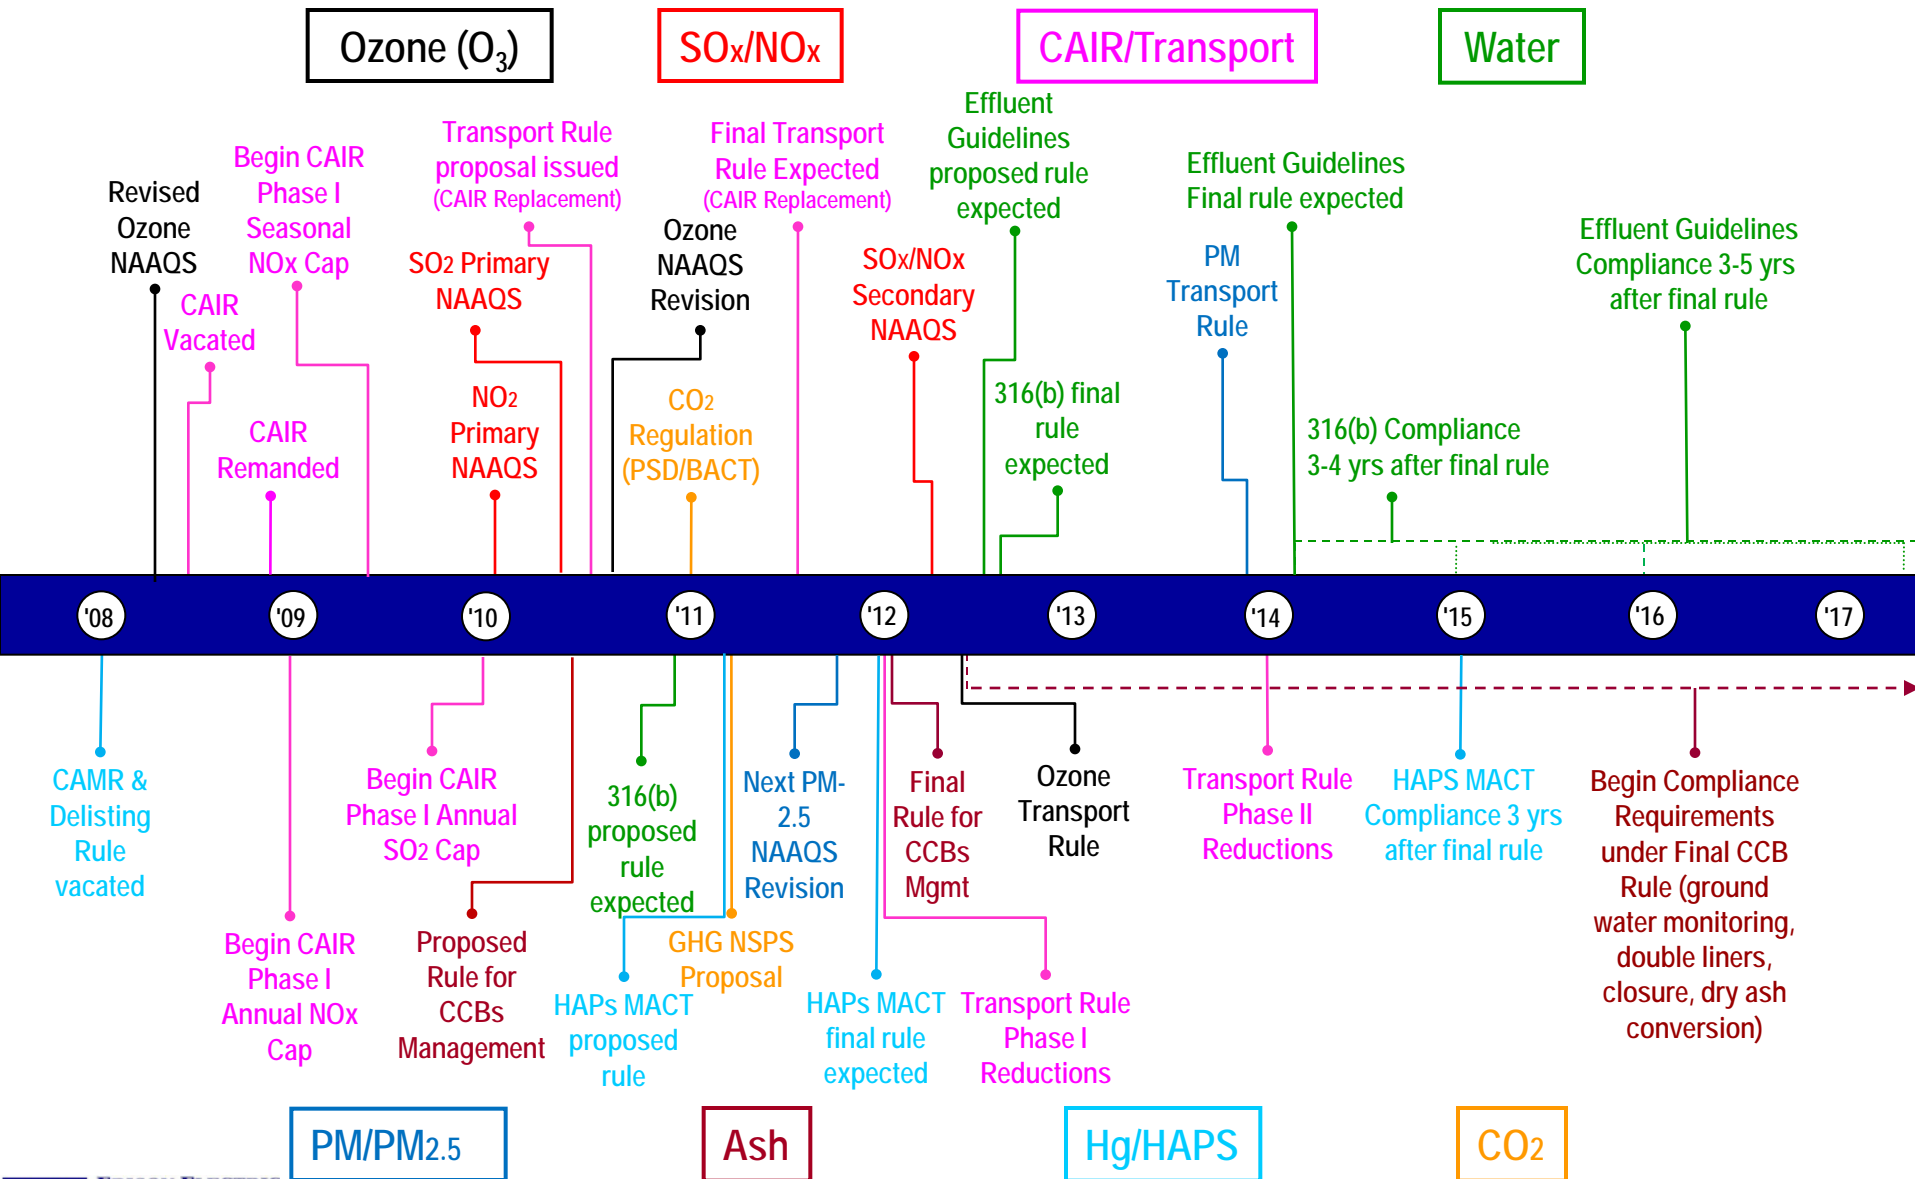 Ozone (O3)
SOx/NOx
CAIR/Transport
Water
Revised
Ozone
NAAQS
CAIR
Vacated
Begin CAIR
Phase I
Seasonal
NOx Cap
CAIR
Remanded
Transport Rule
proposal issued
(CAIR Replacement)
SO2 Primary
NAAQS
NO2
Primary
NAAQS
Ozone
NAAQS
Revision
CO2
Regulation
(PSD/BACT)
Final Transport
Rule Expected
(CAIR Replacement)
SOx/NOx
Secondary
NAAQS
Effluent
Guidelines
proposed rule
expected
316(b) final
rule
expected
PM
Transport
Rule
Effluent Guidelines
Final rule expected
316(b) Compliance
3-4 yrs after final rule
Effluent Guidelines
Compliance 3-5 yrs
after final rule
'08
'09
'10
'11
'12
'13
'14
'15
'16
'17
CAMR &
Delisting
Rule
vacated
Begin CAIR
Phase I
Annual NOx
Cap
Begin CAIR
Phase I Annual
SO2 Cap
Proposed
Rule for
CCBs
Management
316(b)
proposed
rule
expected
HAPs MACT
proposed
rule
GHG NSPS
Proposal
Next PM-
2.5
NAAQS
Revision
HAPs MACT
final rule
expected
Final
Rule for
CCBs
Mgmt
Transport Rule
Phase I
Reductions
Ozone
Transport
Rule
Transport Rule
Phase II
Reductions
HAPS MACT
Compliance 3 yrs
after final rule
Begin Compliance
Requirements
under Final CCB
Rule (ground
water monitoring,
double liners,
closure, dry ash
conversion)
PM/PM2.5
Ash
Hg/HAPS
CO2